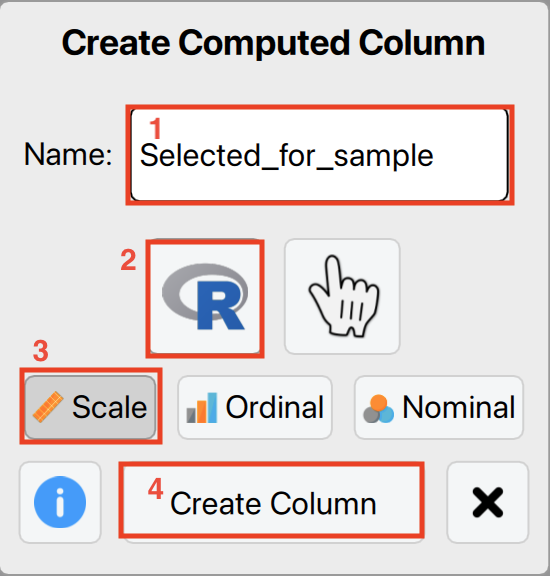 Create Computed Column
1
Name: Selected_for_sample
2 R
3
Scale Ordinal Nominal
i 4 Create Column